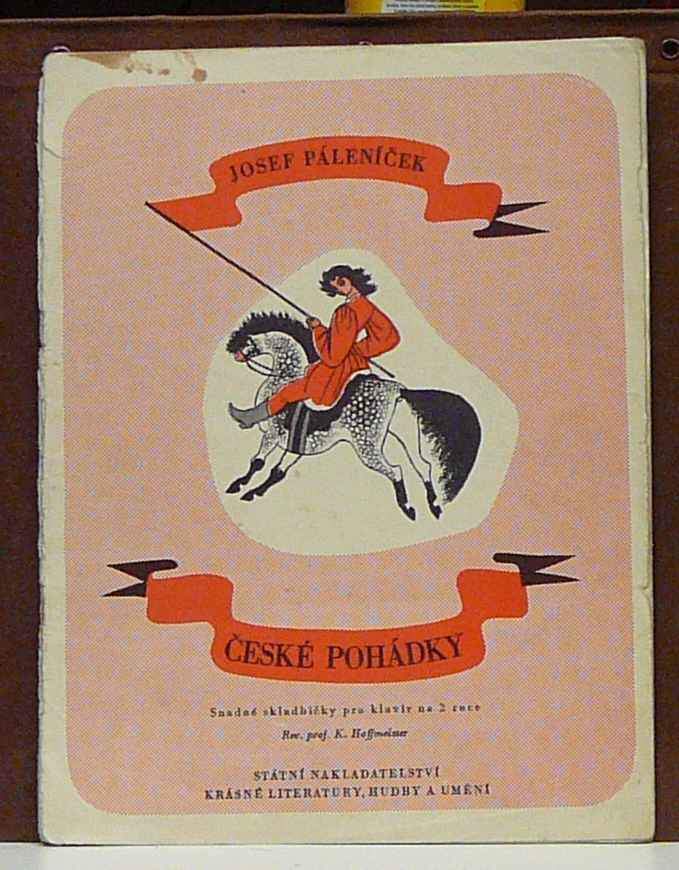 JOSEF PÁLENÍČEK
ČESKÉ POHÁDKY
Snadné skladbičky pro klavír na 2 ruce
Rev. prof. K. Hoffmeister
STÁTNÍ NAKLADATELSTVÍ
KRÁSNÉ LITERATURY, HUDBY A UMĚNÍ